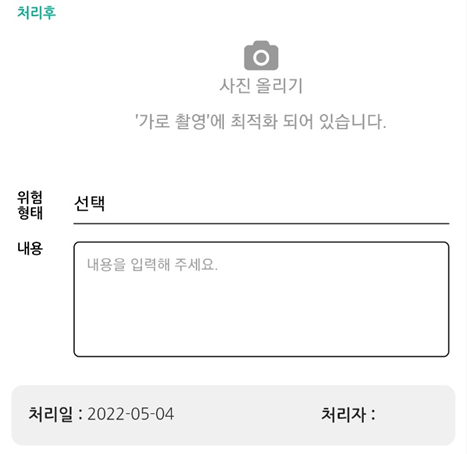 처리후
사진 올리기
'가로 촬영'에 최적화 되어 있습니다.
위험
형태
선택
내용
내용을 입력해 주세요.
처리일 : 2022-05-04 처리자 :